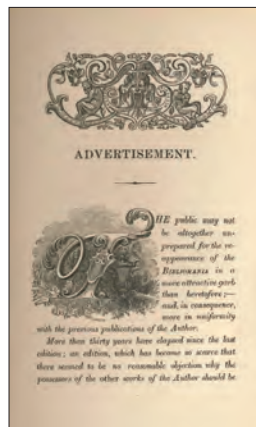 ADVERTISEMENT.
THE public may not
be altogether un-
prepared for the re-
appearance of the
BIBLIOMANIA in a
more attractive garb
than heretofore;—
and, in consequence,
more in uniformity
with the previous publications of the Author.
More than thirty years have elapsed since the last
edition; an edition, which has become so scarce that
there seemed to be no reasonable objection why the
possessors of the other works of the Author should be